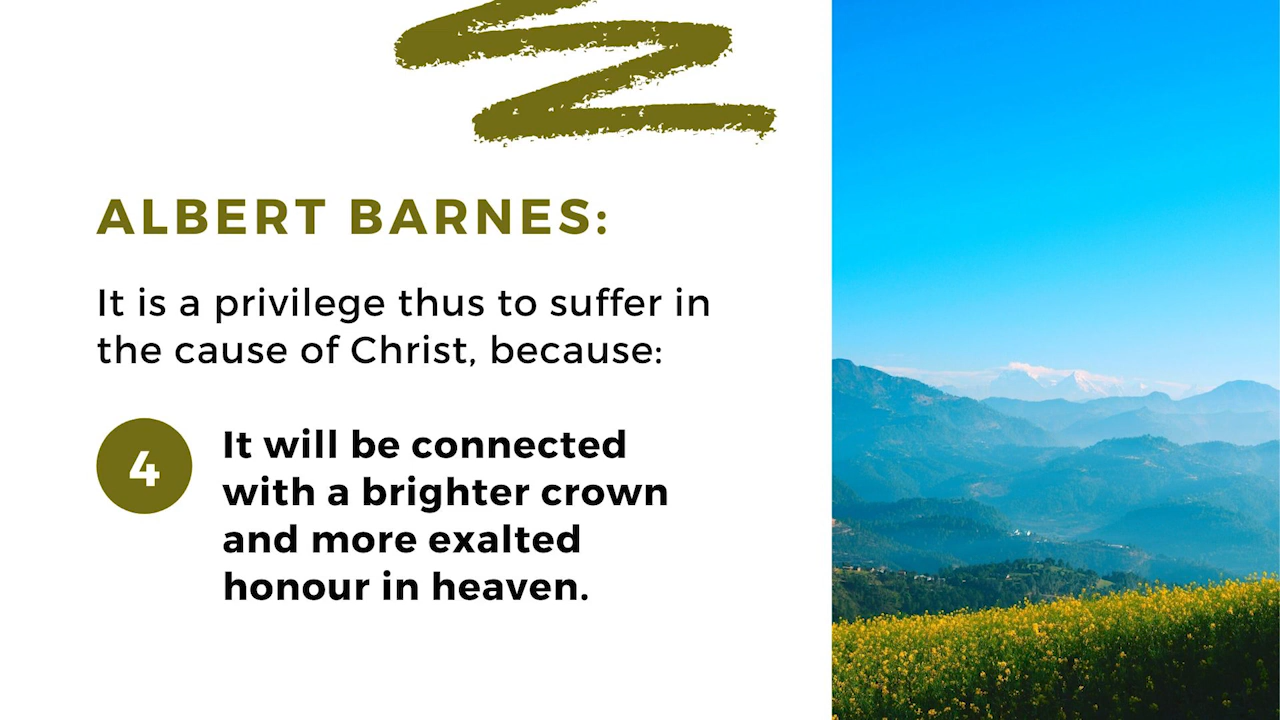 ALBERT BARNES:
It is a privilege thus to suffer in
the cause of Christ, because:
4
It will be connected
with a brighter crown
and more exalted
honour in heaven.